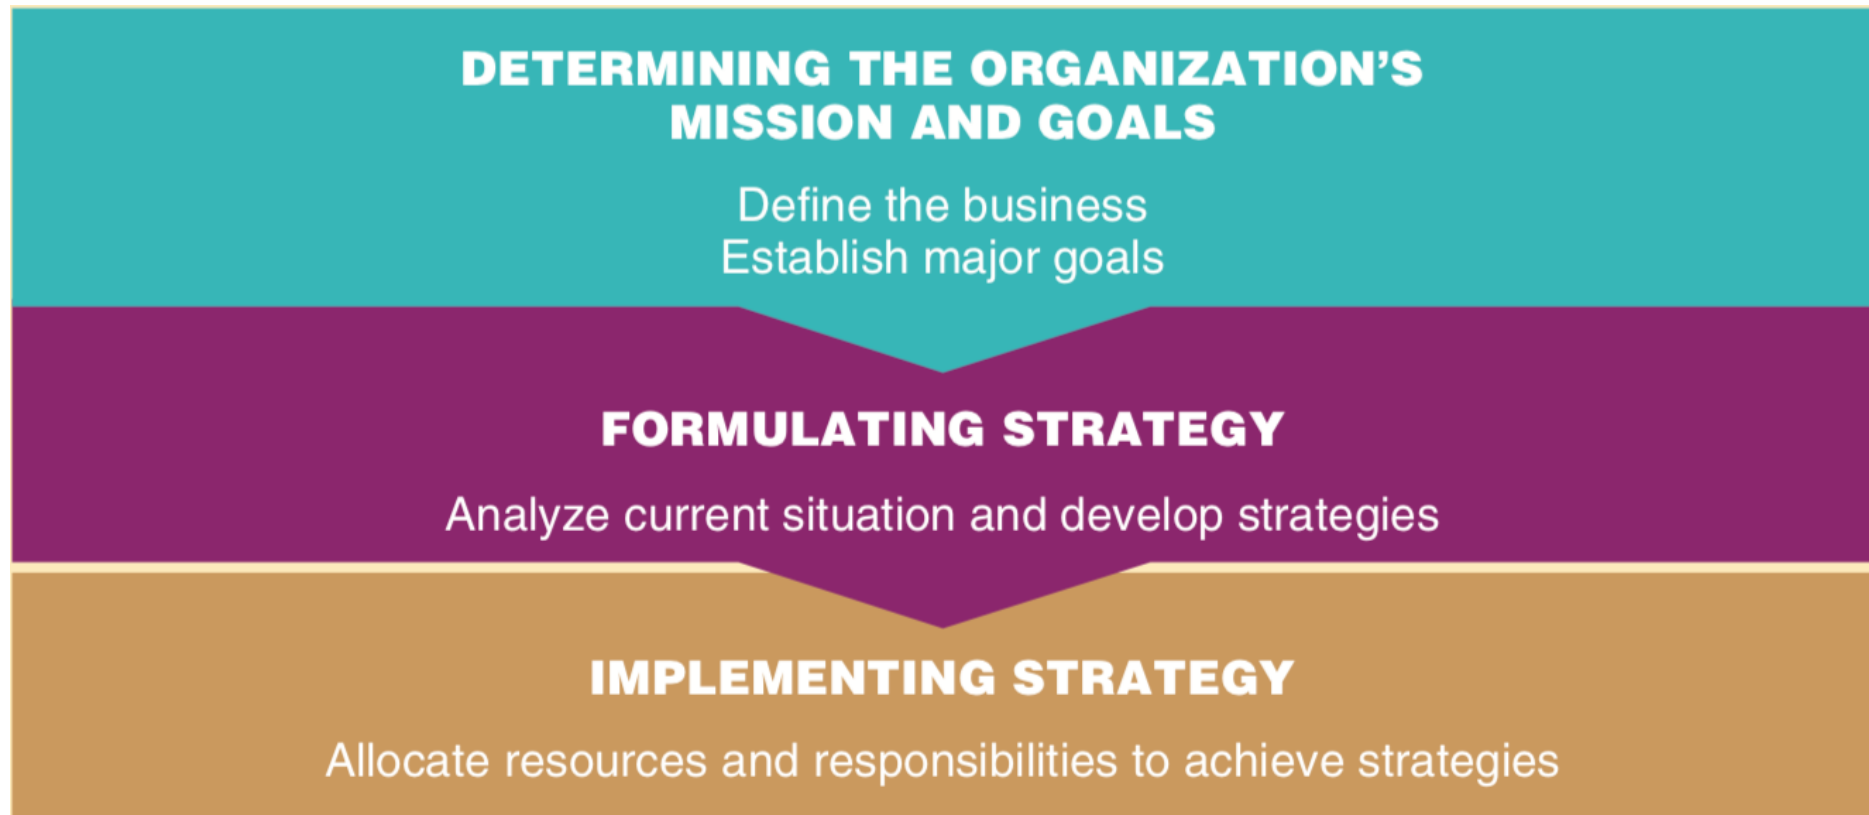 DETERMINING THE ORGANIZATION’S
MISSION AND GOALS
Define the business
Establish major goals
FORMULATING STRATEGY
Analyze current situation and develop strategies
IMPLEMENTING STRATEGY
Allocate resources and responsibilities to achieve strategies